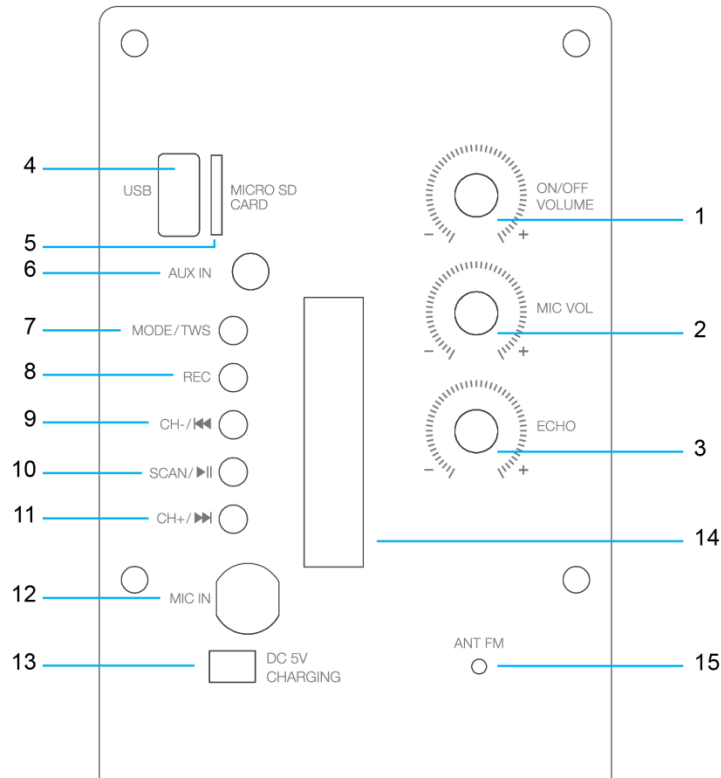 4
USB
MICRO SD
CARD
5
6
AUX IN
7
MODE/TWS
8
REC
9
CH-/⏮
10
SCAN/⏯
11
CH+/⏭
12
MIC IN
13
DC 5V
CHARGING
ON/OFF
VOLUME
1
- +
MIC VOL
2
- +
ECHO
3
- +
14
ANT FM
15